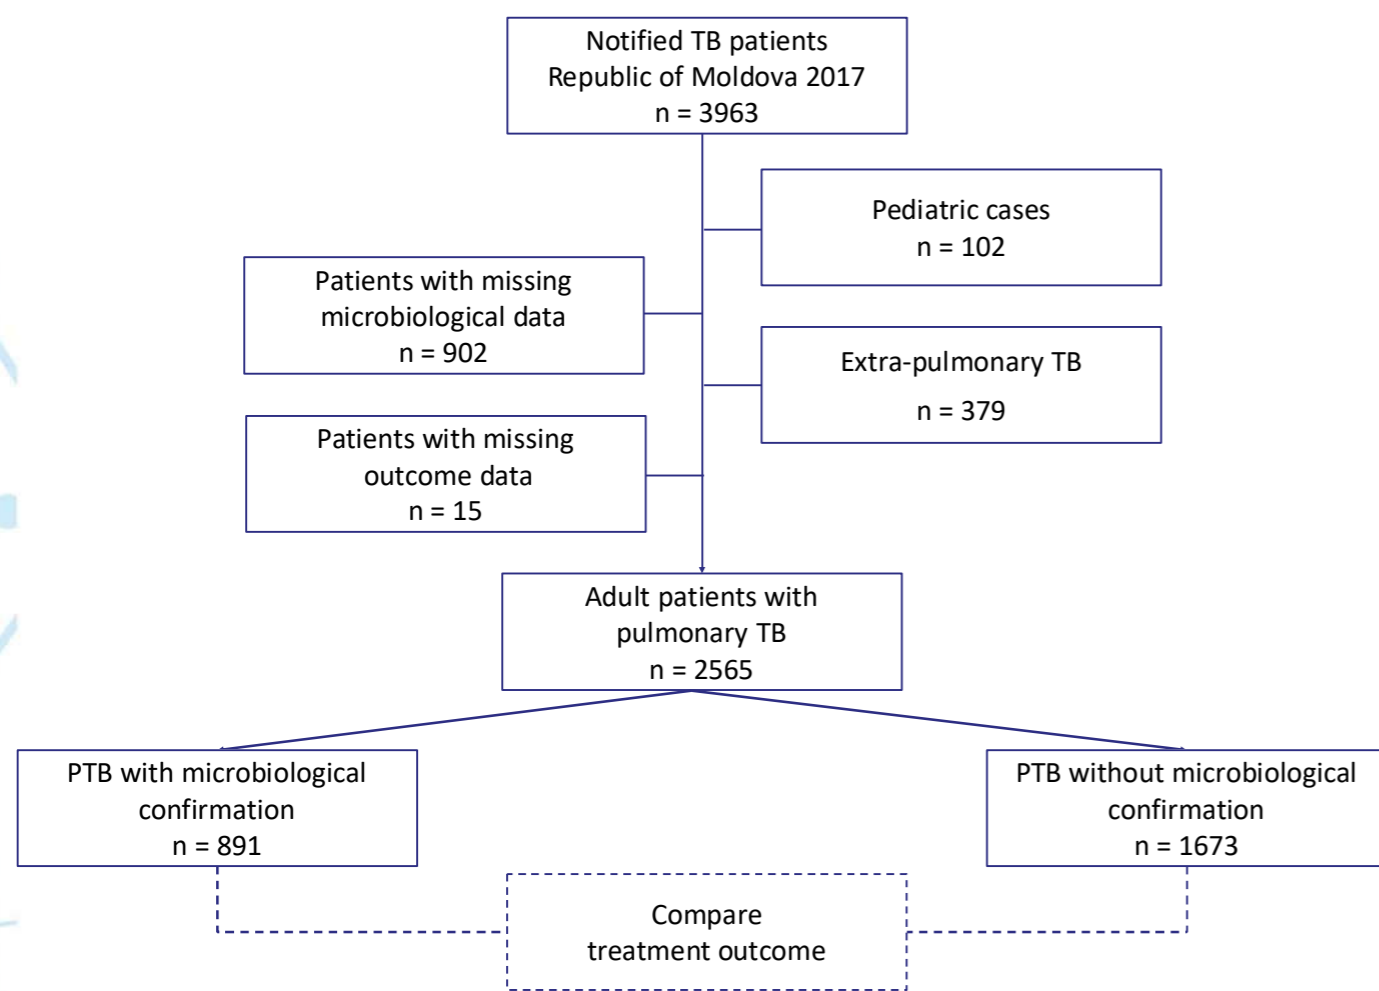 Notified TB patients
Republic of Moldova 2017
n = 3963
Pediatric cases
n = 102
Patients with missing
microbiological data
n = 902
Extra-pulmonary TB
n = 379
Patients with missing
outcome data
n = 15
Adult patients with
pulmonary TB
n = 2565
PTB with microbiological
confirmation
n = 891
PTB without microbiological
confirmation
n = 1673
Compare
treatment outcome